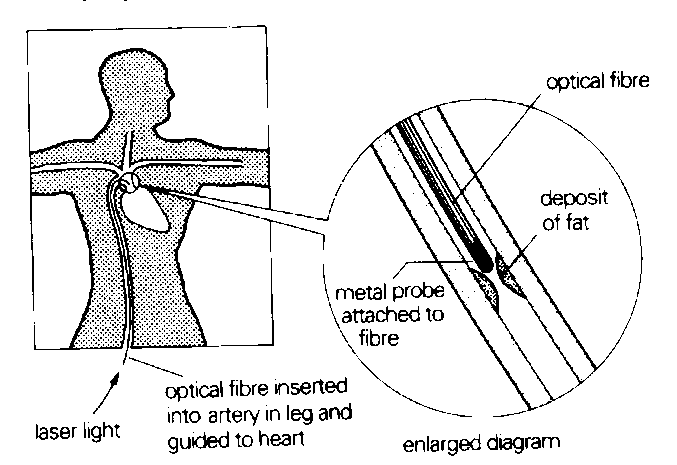 optical fibre
deposit
of fat
metal probe
attached to
fibre
optical fibre inserted
into artery in leg and
guided to heart
laser light
enlarged diagram